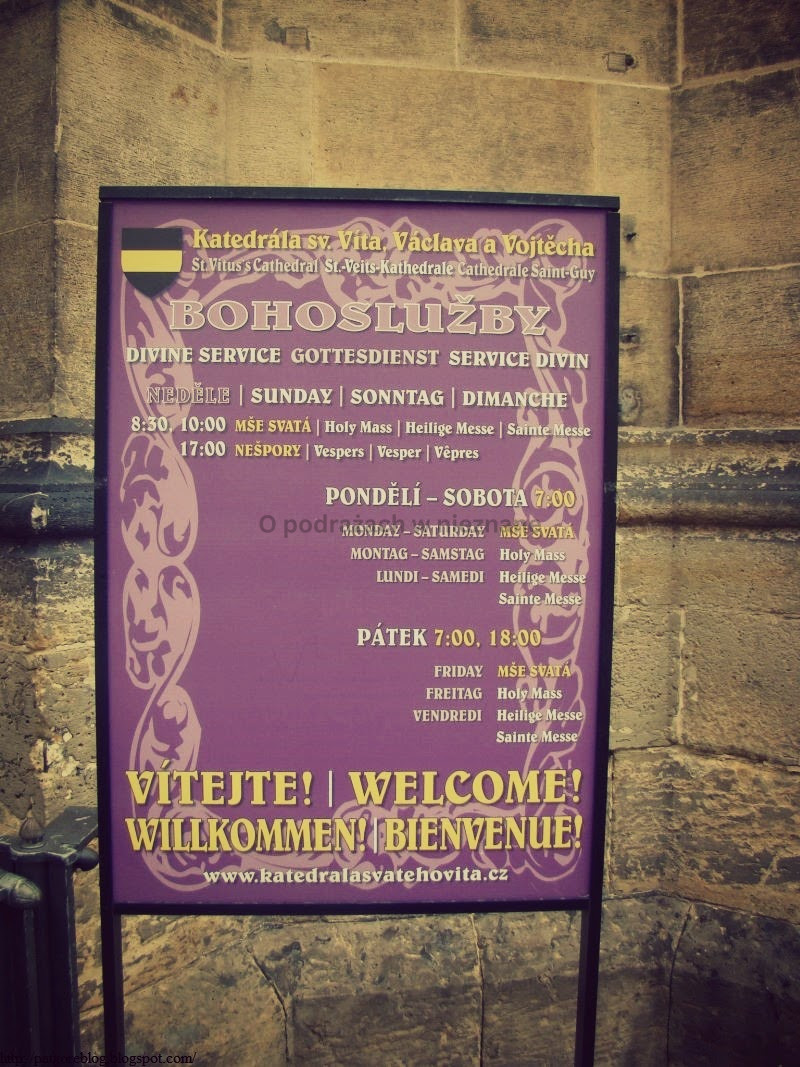 Katedrála sv. Víta, Václava a Vojtěcha
St.Vitus's Cathedral St.-Veits-Kathedrale Cathedrale Saint-Guy
BOHOSLUŽBY
DIVINE SERVICE GOTTESDIENST SERVICE DIVIN
NEDĚLE | SUNDAY | SONNTAG | DIMANCHE
8:30, 10:00 MŠE SVATÁ | Holy Mass | Heilige Messe | Sainte Messe
17:00 NEŠPORY | Vespers | Vesper | Vêpres
PONDĚLÍ – SOBOTA 7:00
O podróżach w nieznane
MONDAY – SATURDAY MŠE SVATÁ
MONTAG – SAMSTAG Holy Mass
LUNDI – SAMEDI Heilige Messe
Sainte Messe
PÁTEK 7:00, 18:00
FRIDAY MŠE SVATÁ
FREITAG Holy Mass
VENDREDI Heilige Messe
Sainte Messe
VÍTEJTE! | WELCOME!
WILLKOMMEN! | BIENVENUE!
www.katedralasvatehovita.cz